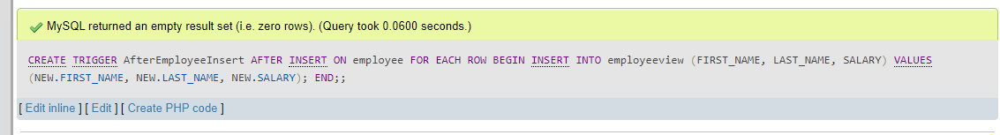 MySQL returned an empty result set (i.e. zero rows). (Query took 0.0600 seconds.)
CREATE TRIGGER AfterEmployeeInsert AFTER INSERT ON employee FOR EACH ROW BEGIN INSERT INTO employeeview (FIRST_NAME, LAST_NAME, SALARY) VALUES
(NEW.FIRST_NAME, NEW.LAST_NAME, NEW.SALARY); END;;
[ Edit inline ] [ Edit ] [ Create PHP code ]